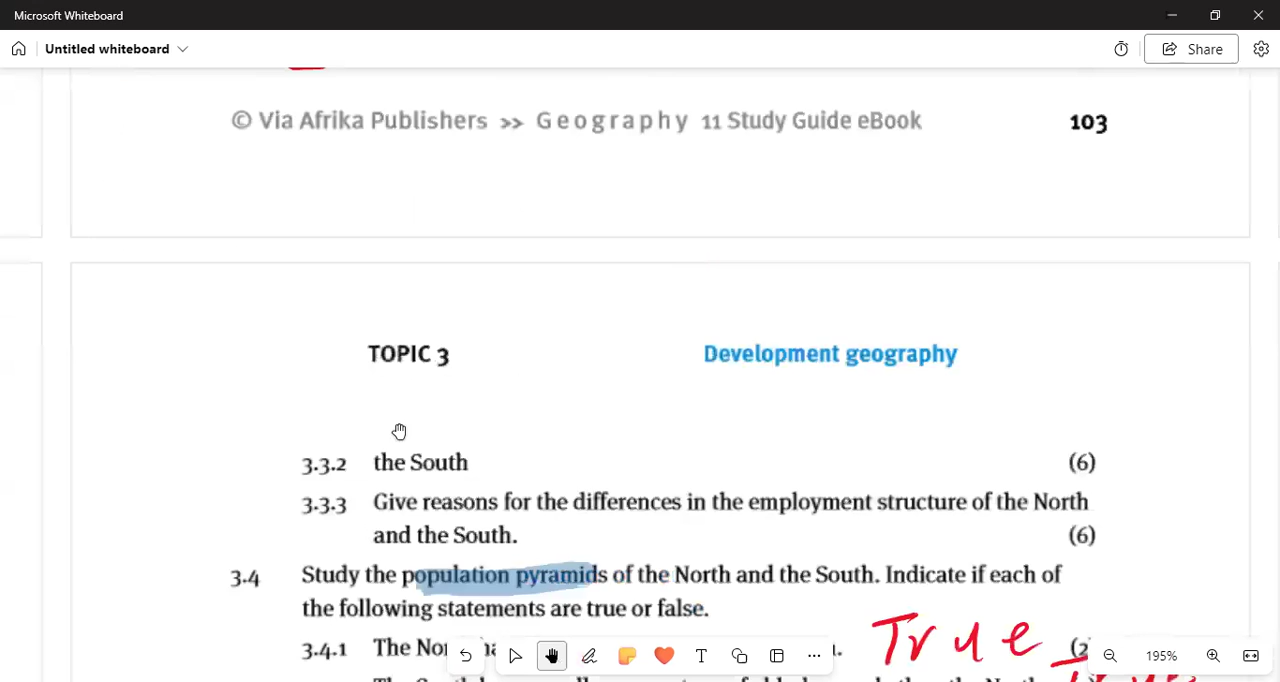 Microsoft Whiteboard
Untitled whiteboard
Share
© Via Afrika Publishers >> Geography 11 Study Guide eBook 103
TOPIC 3 Development geography
3.3.2 the South (6)
3.3.3 Give reasons for the differences in the employment structure of the North
and the South. (6)
3.4 Study the population pyramids of the North and the South. Indicate if each of
the following statements are true or false.
3.4.1 The True (2
195%
True